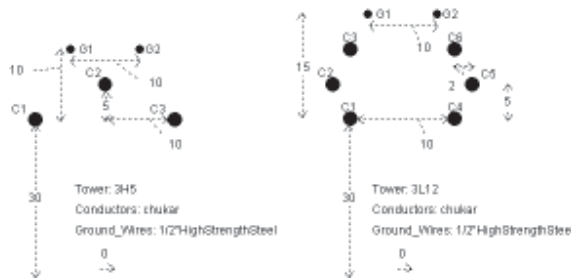 G1 G2
10
C2
10
C1
5
C3
10
30
Tower: 3H5
Conductors: chukar
Ground_Wires: 1/2"HighStrengthSteel
0
G1 G2
C3 C6
10
15
C2 C5
2
5
C1 C4
10
30
Tower: 3L12
Conductors: chukar
Ground_Wires: 1/2"HighStrengthSteel
0